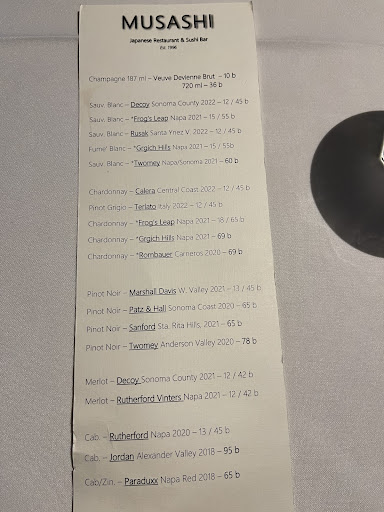 MUSASHI
Japanese Restaurant & Sushi Bar
Est. 1996
Champagne 187 ml – Veuve Devienne Brut - 10 b
720 ml – 36 b
Sauv. Blanc – Decoy Sonoma County 2022 – 12 / 45 b
Sauv. Blanc – *Frog's Leap Napa 2021 – 15 / 55 b
Sauv. Blanc – Rusak Santa Ynez V. 2022 – 12 / 45 b
Fume' Blanc – *Grgich Hills Napa 2021 – 15 / 55b
Sauv. Blanc – *Twomey Napa/Sonoma 2021 – 60 b
Chardonnay – Calera Central Coast 2022 – 12 / 45 b
Pinot Grigio – Terlato Italy 2022 – 12 / 45 b
Chardonnay – *Frog's Leap Napa 2021 – 18 / 65 b
Chardonnay – *Grgich Hills Napa 2021 – 69 b
Chardonnay – *Rombauer Carneros 2020 – 69 b
Pinot Noir – Marshall Davis W. Valley 2021 – 13 / 45 b
Pinot Noir – Patz & Hall Sonoma Coast 2020 – 65 b
Pinot Noir – Sanford Sta. Rita Hills, 2021 – 65 b
Pinot Noir – Twomey Anderson Valley 2020 – 78 b
Merlot – Decoy Sonoma County 2021 – 12 / 42 b
Merlot – Rutherford Vinters Napa 2021 – 12 / 42 b
Cab. – Rutherford Napa 2020 – 13 / 45 b
Cab. – Jordan Alexander Valley 2018 – 95 b
Cab/Zin. – Paraduxx Napa Red 2018 – 65 b